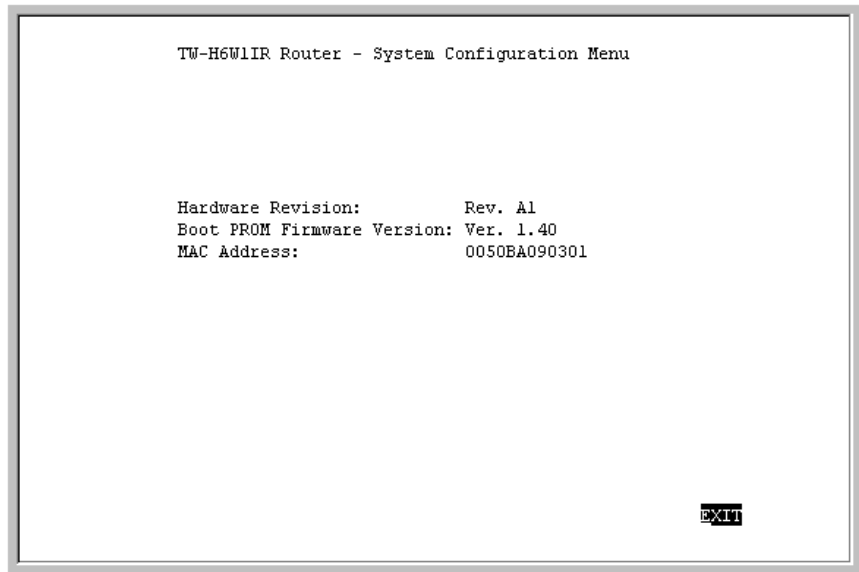 TW-H6W1IR Router - System Configuration Menu
Hardware Revision: Rev. A1
Boot PROM Firmware Version: Ver. 1.40
MAC Address: 0050BA090301
EXIT